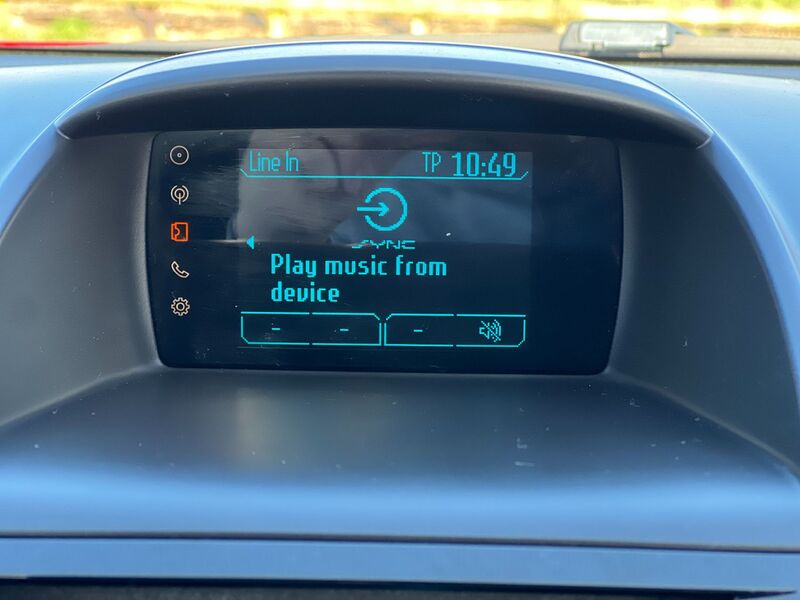 Line In
TP 10:49
SYNC
Play music from
device